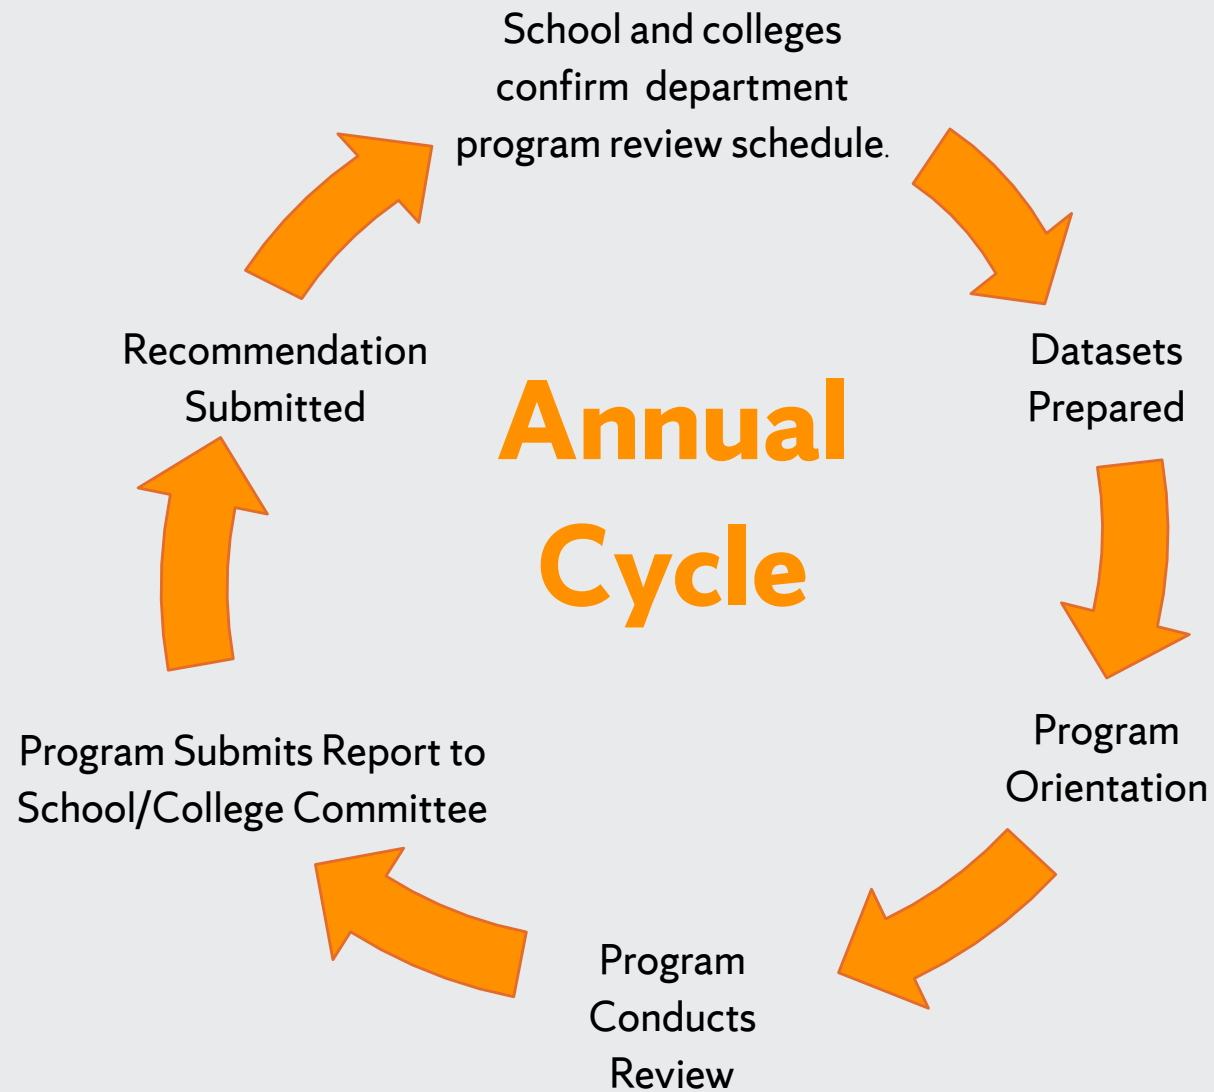 School and colleges
confirm department
program review schedule.
Datasets
Prepared
Program
Orientation
Program
Conducts
Review
Program Submits Report to
School/College Committee
Recommendation
Submitted
Annual
Cycle